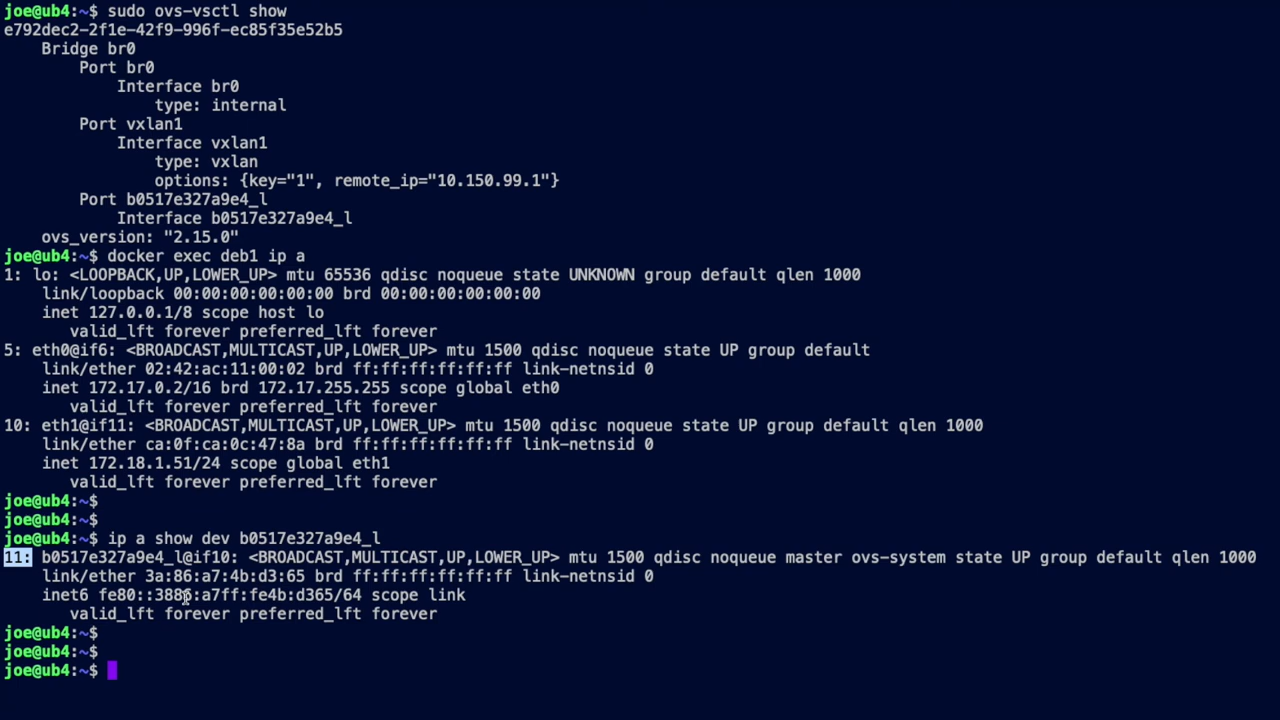 joe@ub4:~$ sudo ovs-vsctl show
e792dec2-2f1e-42f9-996f-ec85f35e52b5
    Bridge br0
        Port br0
            Interface br0
                type: internal
        Port vxlan1
            Interface vxlan1
                type: vxlan
                options: {key="1", remote_ip="10.150.99.1"}
        Port b0517e327a9e4_l
            Interface b0517e327a9e4_l
    ovs_version: "2.15.0"
joe@ub4:~$ docker exec deb1 ip a
1: lo: <LOOPBACK,UP,LOWER_UP> mtu 65536 qdisc noqueue state UNKNOWN group default qlen 1000
    link/loopback 00:00:00:00:00:00 brd 00:00:00:00:00:00
    inet 127.0.0.1/8 scope host lo
       valid_lft forever preferred_lft forever
5: eth0@if6: <BROADCAST,MULTICAST,UP,LOWER_UP> mtu 1500 qdisc noqueue state UP group default
    link/ether 02:42:ac:11:00:02 brd ff:ff:ff:ff:ff:ff link-netnsid 0
    inet 172.17.0.2/16 brd 172.17.255.255 scope global eth0
       valid_lft forever preferred_lft forever
10: eth1@if11: <BROADCAST,MULTICAST,UP,LOWER_UP> mtu 1500 qdisc noqueue state UP group default qlen 1000
    link/ether ca:0f:ca:0c:47:8a brd ff:ff:ff:ff:ff:ff link-netnsid 0
    inet 172.18.1.51/24 scope global eth1
       valid_lft forever preferred_lft forever
joe@ub4:~$
joe@ub4:~$
joe@ub4:~$ ip a show dev b0517e327a9e4_l
11: b0517e327a9e4_l@if10: <BROADCAST,MULTICAST,UP,LOWER_UP> mtu 1500 qdisc noqueue master ovs-system state UP group default qlen 1000
    link/ether 3a:86:a7:4b:d3:65 brd ff:ff:ff:ff:ff:ff link-netnsid 0
    inet6 fe80::3886:a7ff:fe4b:d365/64 scope link
       valid_lft forever preferred_lft forever
joe@ub4:~$
joe@ub4:~$
joe@ub4:~$